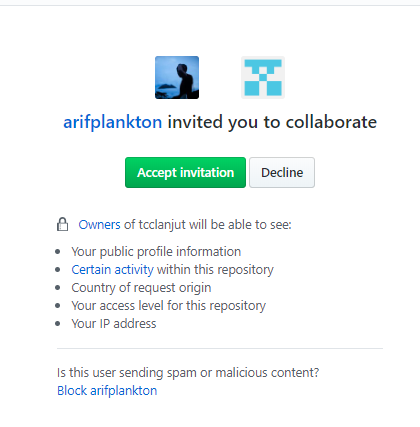 arifplankton invited you to collaborate
Accept invitation Decline
Owners of tcclanjut will be able to see:
• Your public profile information
• Certain activity within this repository
• Country of request origin
• Your access level for this repository
• Your IP address
Is this user sending spam or malicious content?
Block arifplankton